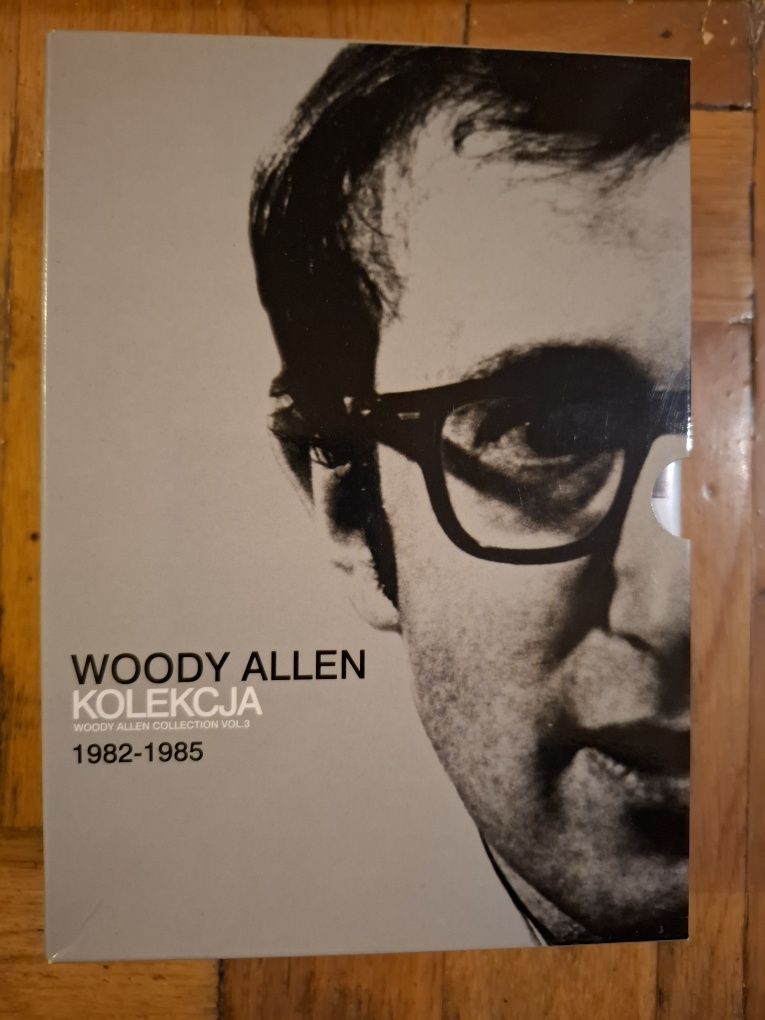 WOODY ALLEN
KOLEKCJA
WOODY ALLEN COLLECTION VOL.3
1982-1985